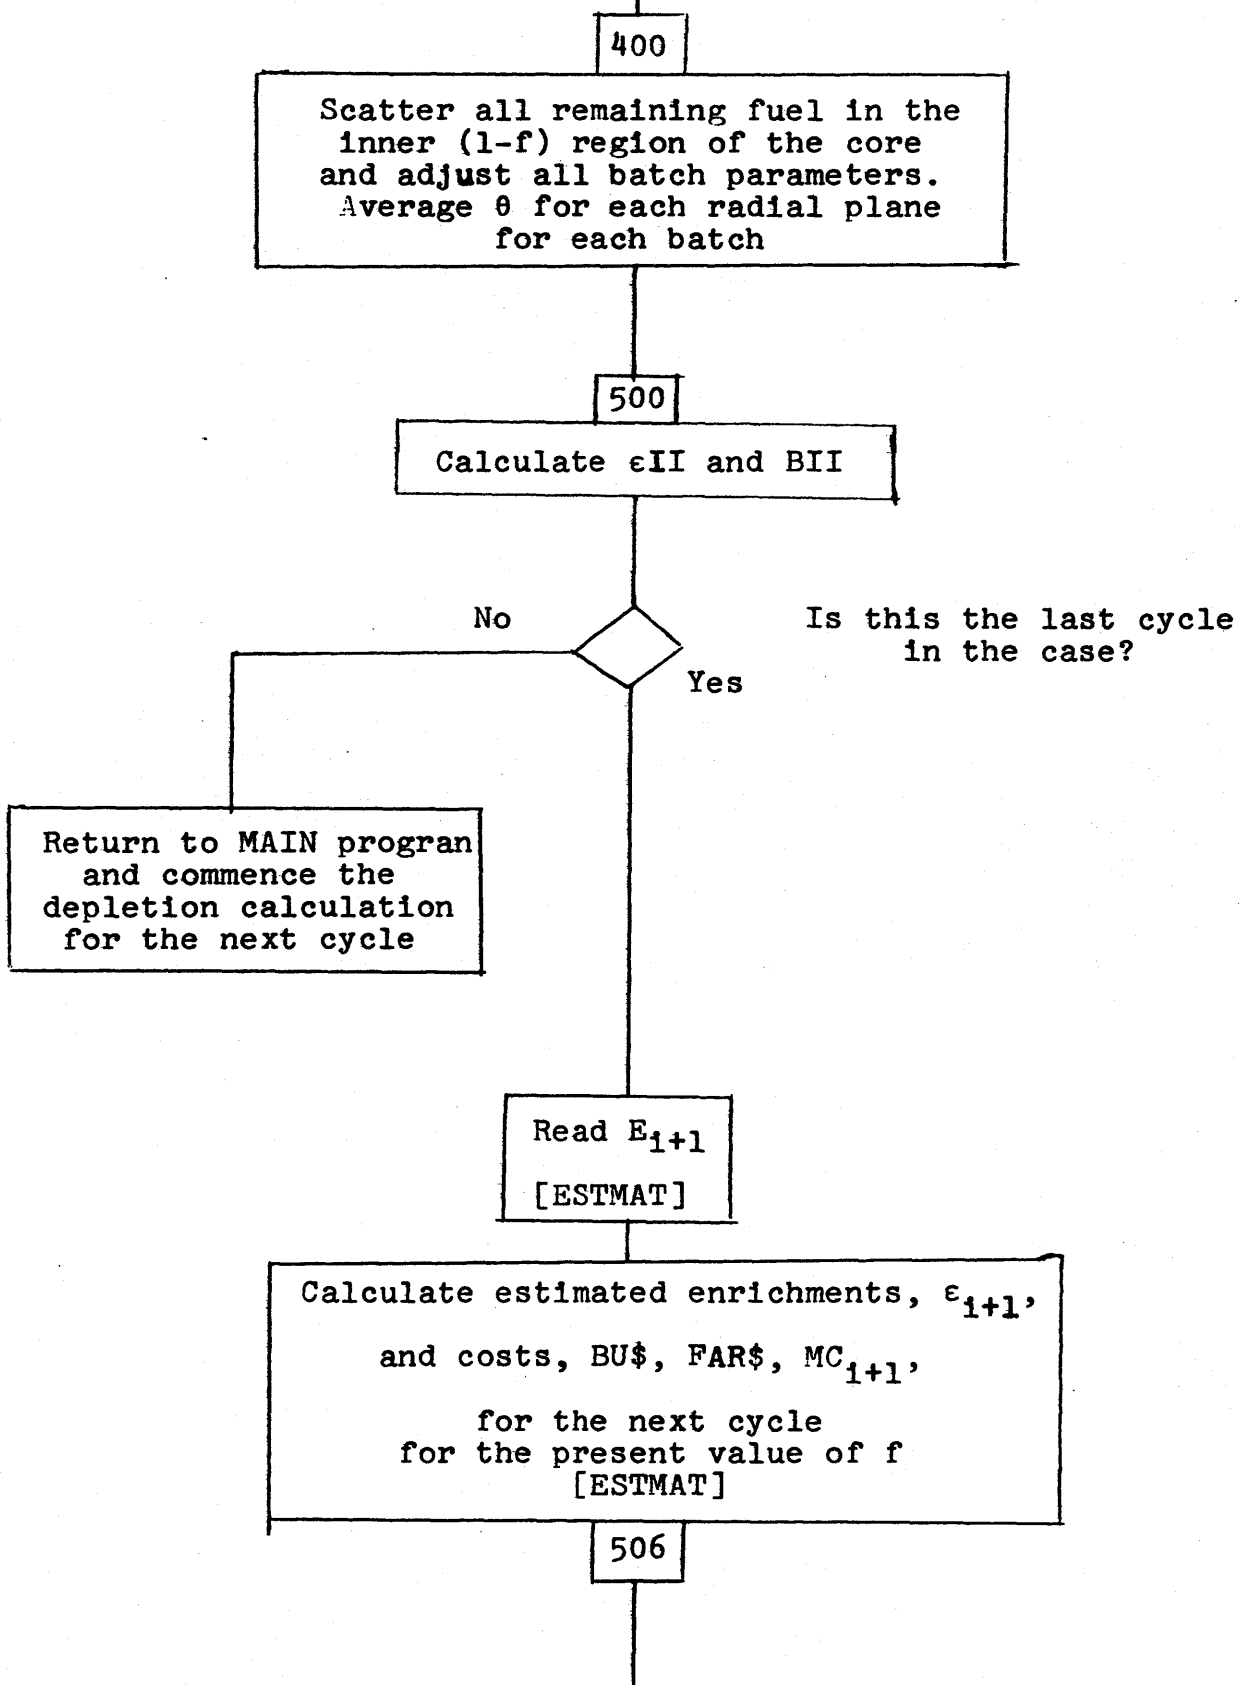 400
Scatter all remaining fuel in the
inner (1-f) region of the core
and adjust all batch parameters.
Average θ for each radial plane
for each batch
500
Calculate εII and BII
No
Is this the last cycle
in the case?
Yes
Return to MAIN progran
and commence the
depletion calculation
for the next cycle
Read E_{i+1}
[ESTMAT]
Calculate estimated enrichments, ε_{i+1},
and costs, BU$, FAR$, MC_{i+1},
for the next cycle
for the present value of f
[ESTMAT]
506